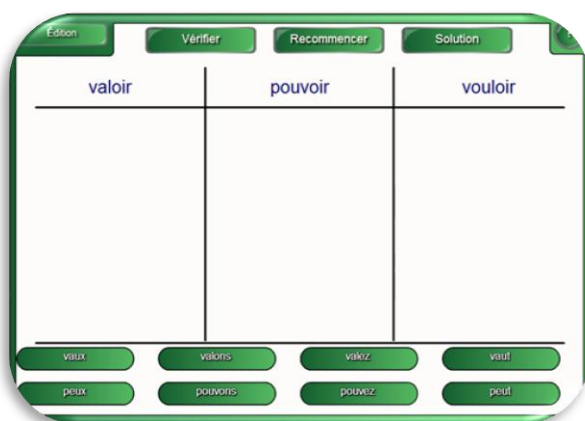 Édition Vérifier Recommencer Solution
valoir pouvoir vouloir
vaux valons valez vaut
peux pouvons pouvez peut